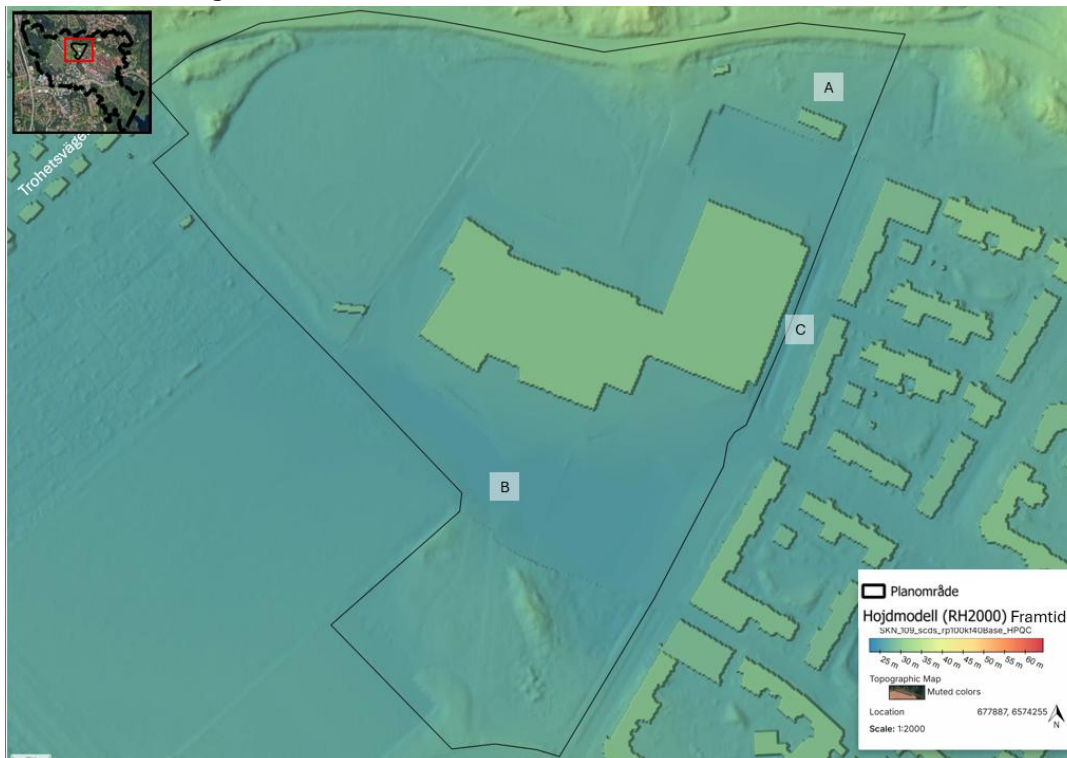 Trohetsväge
A
C
B
Planområde
Hojdmodell (RH2000) Framtid
SKN_109_scds_rp100kf40Base_HPQC
25 m 30 m 35 m 40 m 45 m 50 m 55 m 60 m
Topographic Map
Muted colors
Location 677887, 6574255
Scale: 1:2000
N